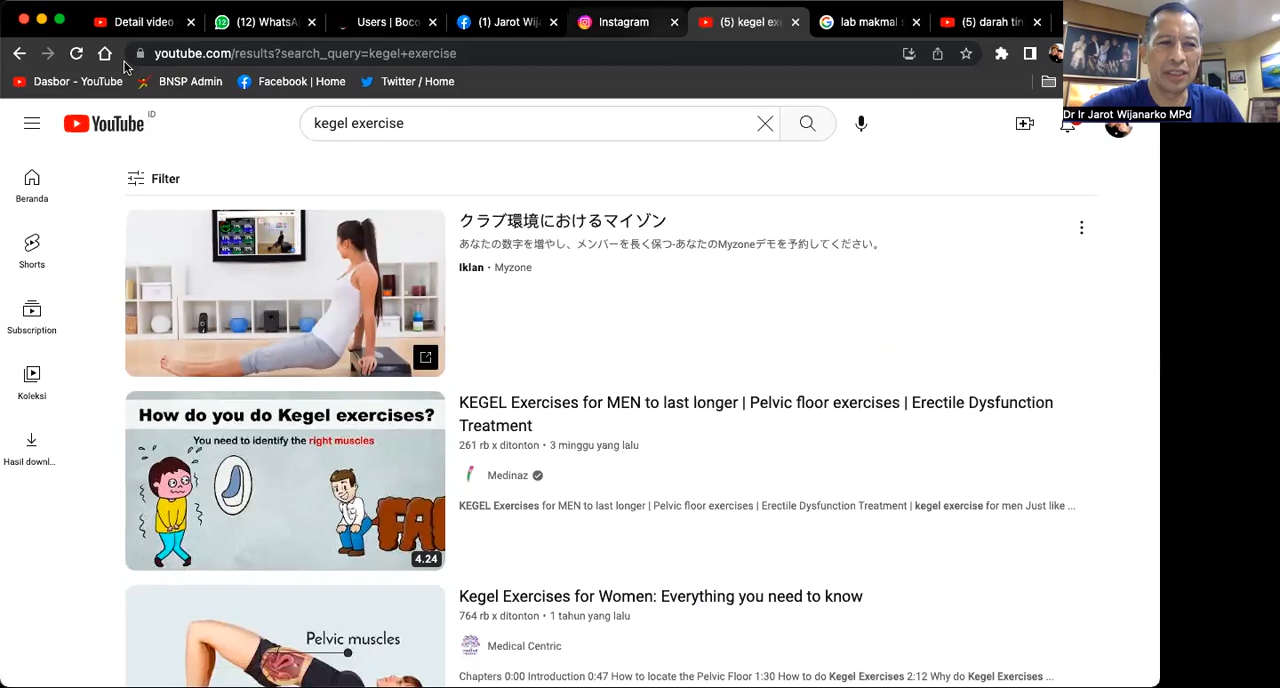 Detail video
(12) WhatsA
Users | Boco
(1) Jarot Wij
Instagram
(5) kegel exe
lab makmal s
(5) darah tin
youtube.com/results?search_query=kegel+exercise
Dasbor - YouTube
BNSP Admin
Facebook | Home
Twitter / Home
Dr Ir Jarot Wijanarko MPd
YouTube ID
kegel exercise
Beranda
Shorts
Subscription
Koleksi
Hasil downl...
Filter
クラブ環境におけるマイゾン
あなたの数字を増やし、メンバーを長く保つ-あなたのMyzoneデモを予約してください。
Iklan · Myzone
How do you do Kegel exercises?
You need to identify the right muscles
FAR
4.24
KEGEL Exercises for MEN to last longer | Pelvic floor exercises | Erectile Dysfunction
Treatment
261 rb x ditonton · 3 minggu yang lalu
Medinaz
KEGEL Exercises for MEN to last longer | Pelvic floor exercises | Erectile Dysfunction Treatment | kegel exercise for men Just like ...
Pelvic muscles
Kegel Exercises for Women: Everything you need to know
764 rb x ditonton · 1 tahun yang lalu
Medical Centric
Chapters 0:00 Introduction 0:47 How to locate the Pelvic Floor 1:30 How to do Kegel Exercises 2:12 Why do Kegel Exercises ...